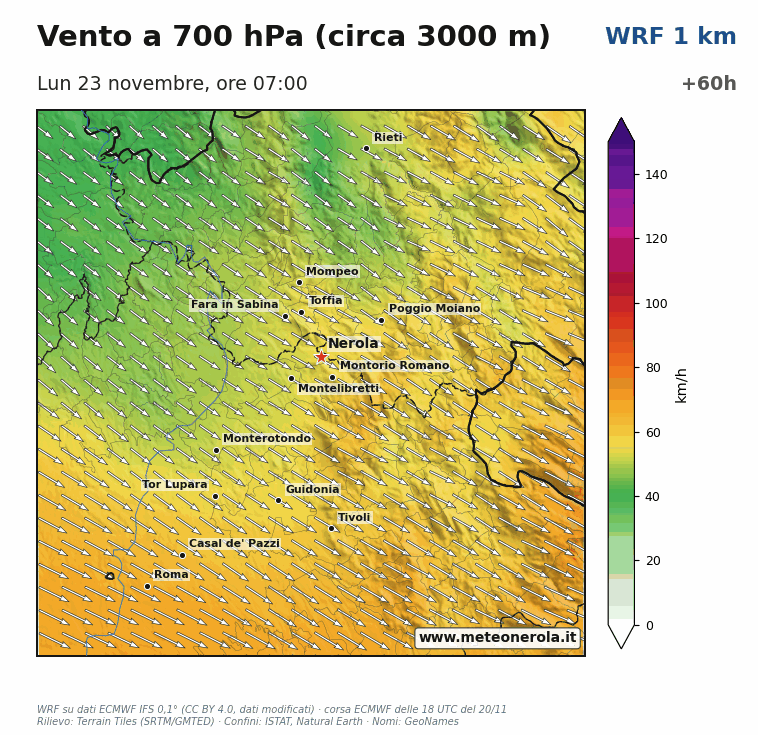 Vento a 700 hPa (circa 3000 m)
WRF 1 km
Lun 23 novembre, ore 07:00
+60h
Rieti
Mompeo
Fara in Sabina
Toffia
Poggio Moiano
Nerola
Montorio Romano
Montelibretti
Monterotondo
Tor Lupara
Guidonia
Tivoli
Casal de' Pazzi
Roma
www.meteonerola.it
140
120
100
80
60
40
20
0
km/h
WRF su dati ECMWF IFS 0,1° (CC BY 4.0, dati modificati) · corsa ECMWF delle 18 UTC del 20/11
Rilievo: Terrain Tiles (SRTM/GMTED) · Confini: ISTAT, Natural Earth · Nomi: GeoNames